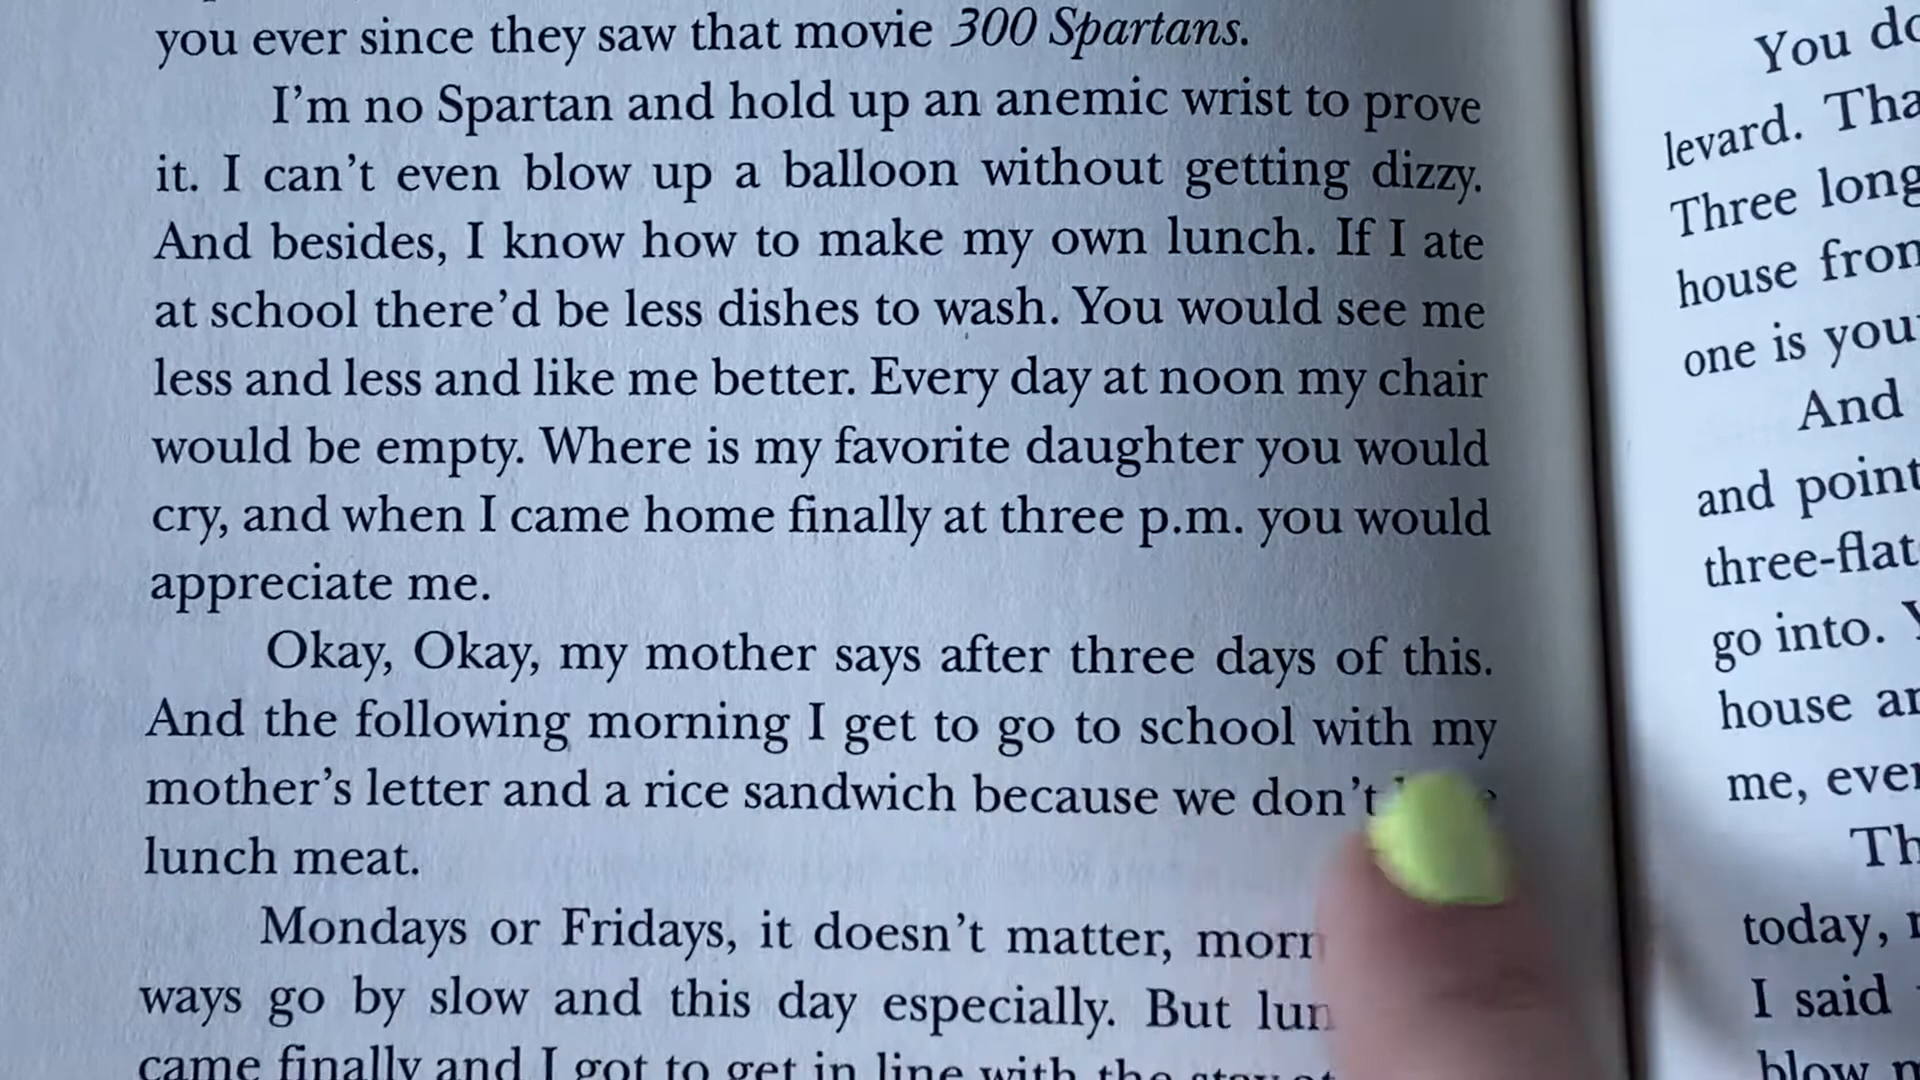 you ever since they saw that movie 300 Spartans.
I'm no Spartan and hold up an anemic wrist to prove
it. I can't even blow up a balloon without getting dizzy.
And besides, I know how to make my own lunch. If I ate
at school there'd be less dishes to wash. You would see me
less and less and like me better. Every day at noon my chair
would be empty. Where is my favorite daughter you would
cry, and when I came home finally at three p.m. you would
appreciate me.
Okay, Okay, my mother says after three days of this.
And the following morning I get to go to school with my
mother's letter and a rice sandwich because we don't
lunch meat.
Mondays or Fridays, it doesn't matter,
ways go by slow and this day especially. But
came finally and I got to get in line with the
You
levard.
Three long
house
one is
And
and point
three-flat
go into.
house
me,
today,
I said
blow